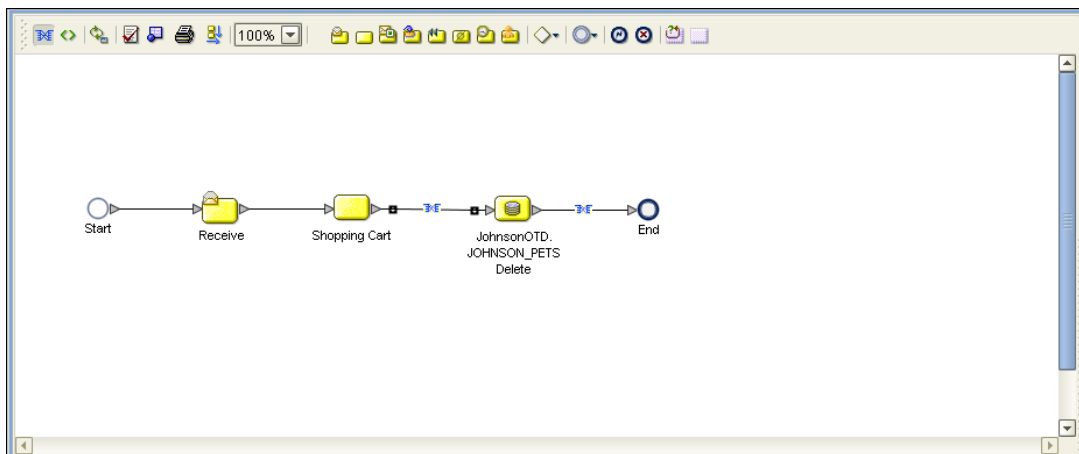 100%
Start
Receive
Shopping Cart
JohnsonOTD.
JOHNSON_PETS
Delete
End